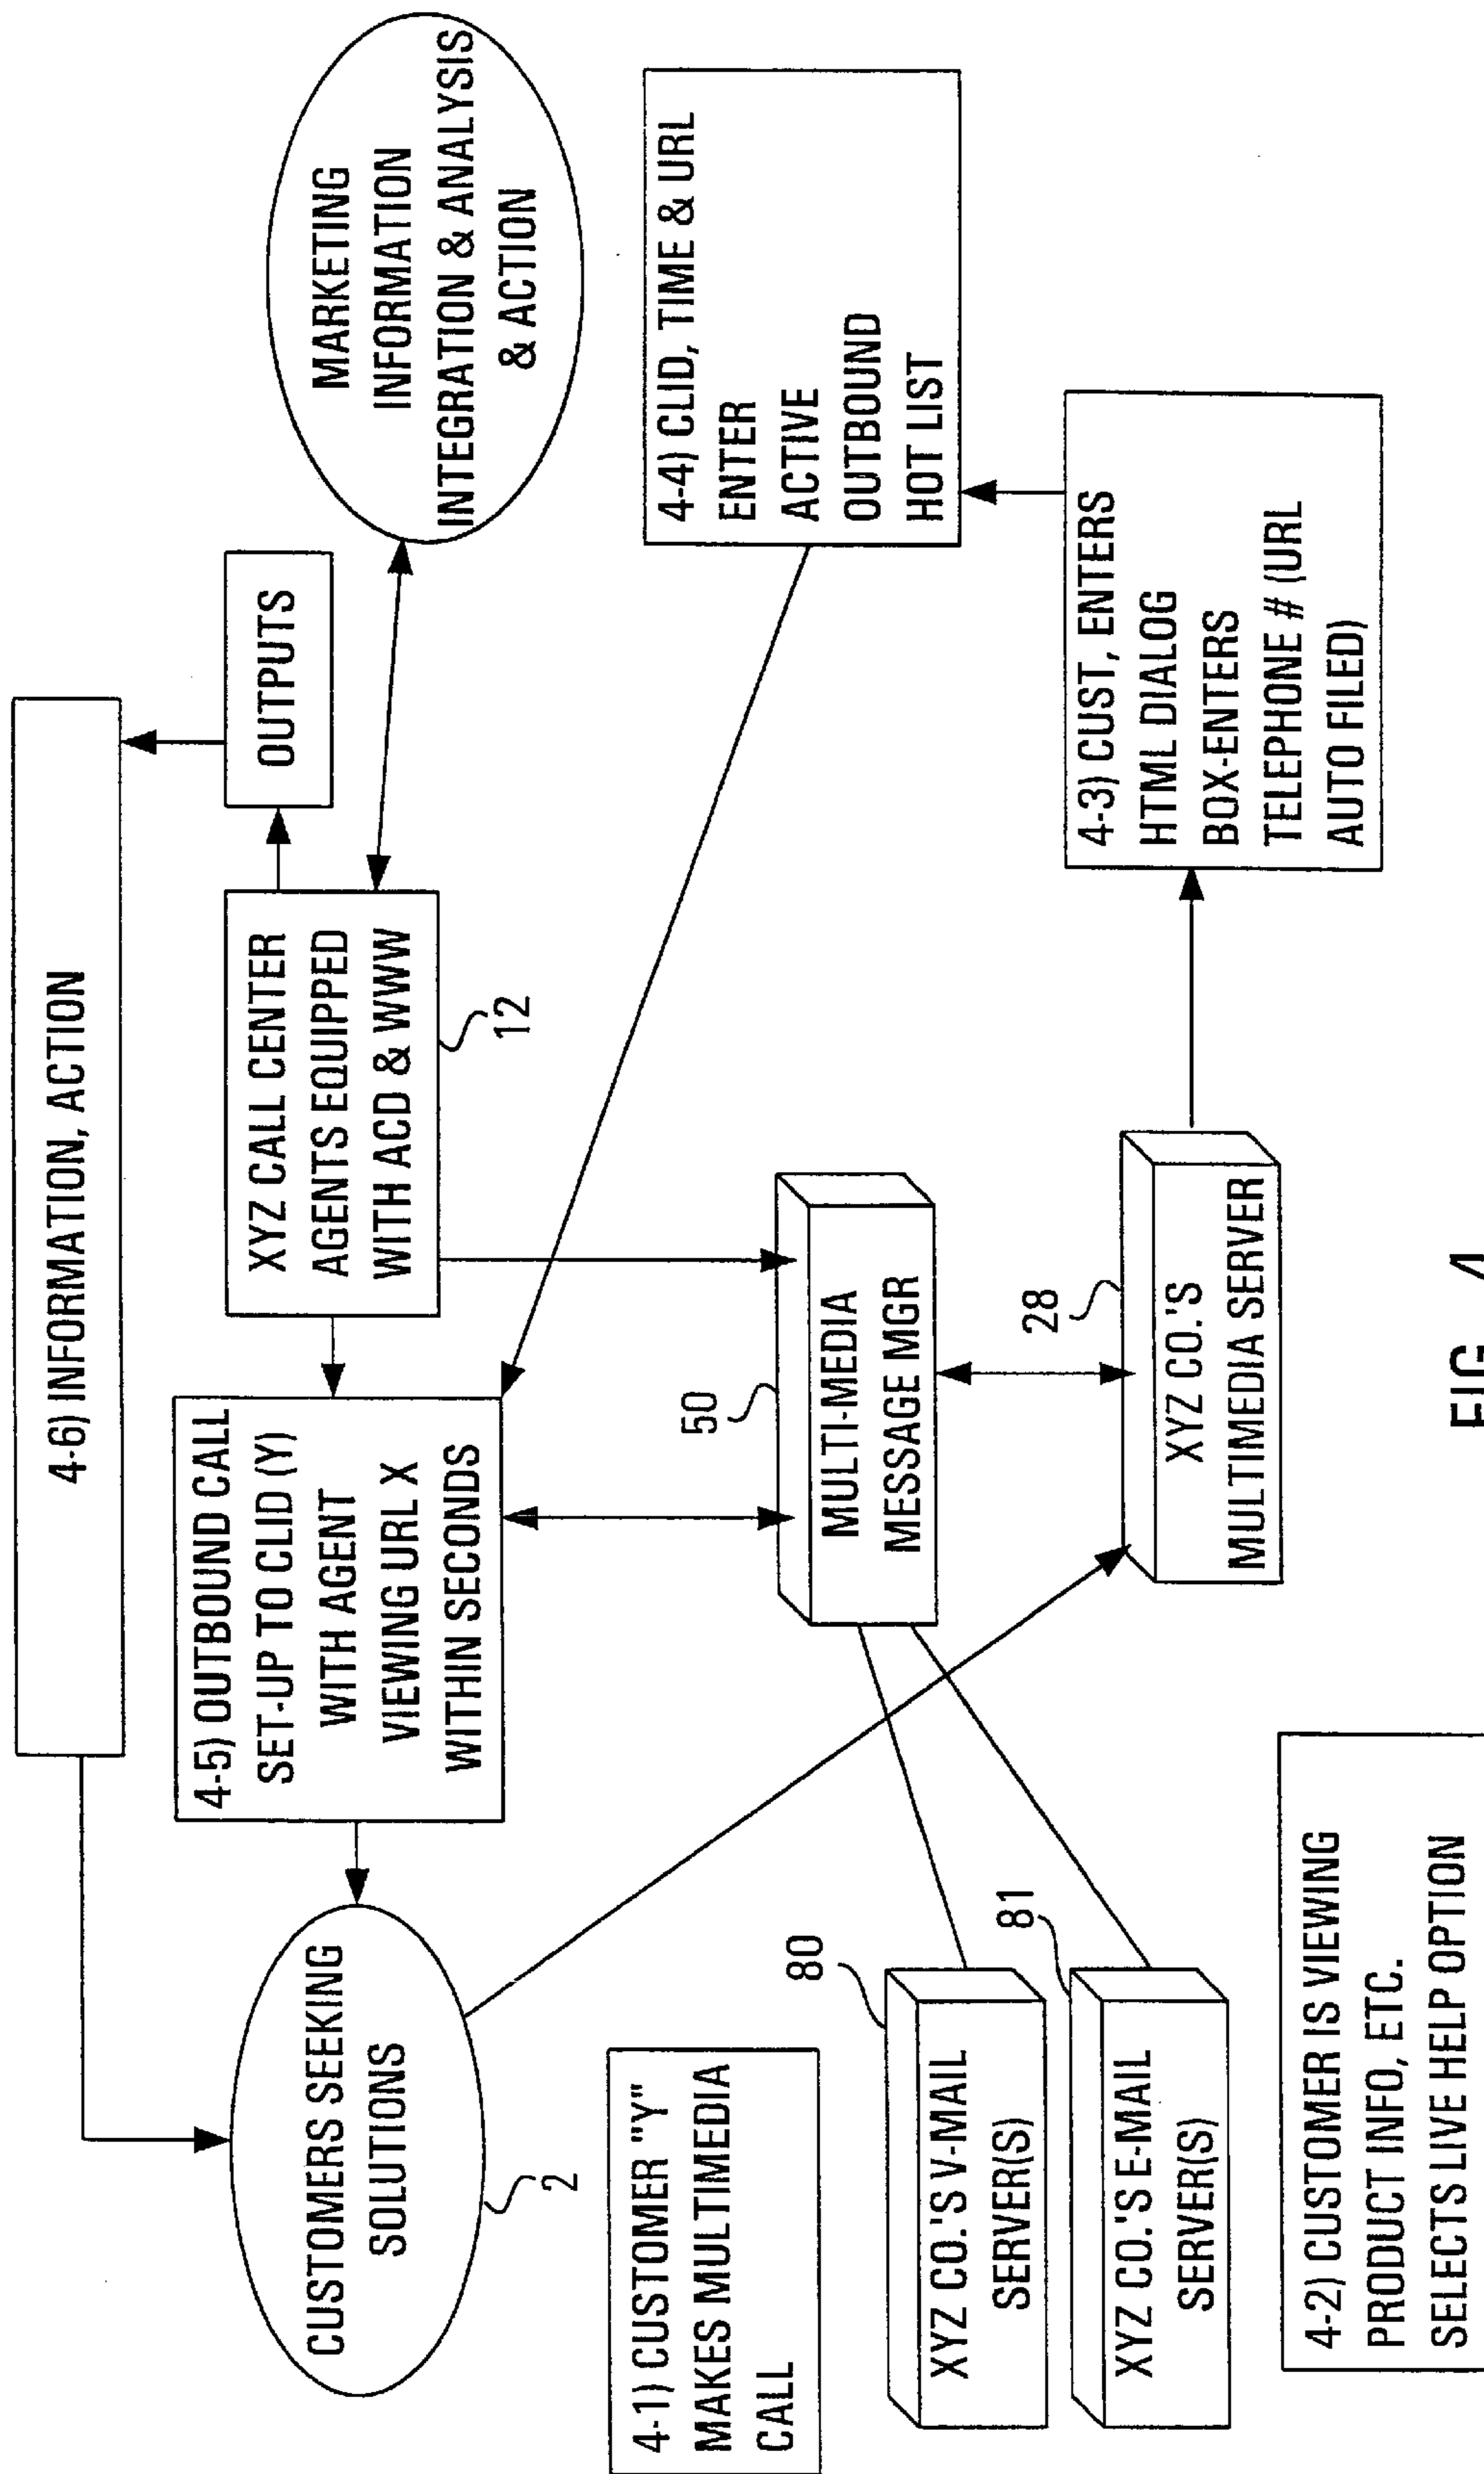 4-6) INFORMATION, ACTION
CUSTOMERS SEEKING
SOLUTIONS
2
4-5) OUTBOUND CALL
SET-UP TO CLID (Y)
WITH AGENT
VIEWING URL X
WITHIN SECONDS
XYZ CALL CENTER
AGENTS EQUIPPED
WITH ACD & WWW
12
OUTPUTS
MARKETING
INFORMATION
INTEGRATION & ANALYSIS
& ACTION
4-1) CUSTOMER "Y"
MAKES MULTIMEDIA
CALL
50
MULTI-MEDIA
MESSAGE MGR
4-4) CLID, TIME & URL
ENTER
ACTIVE
OUTBOUND
HOT LIST
80
XYZ CO.'S V-MAIL
SERVER(S)
81
XYZ CO.'S E-MAIL
SERVER(S)
28
XYZ CO.'S
MULTIMEDIA SERVER
4-3) CUST, ENTERS
HTML DIALOG
BOX-ENTERS
TELEPHONE # (URL
AUTO FILED)
4-2) CUSTOMER IS VIEWING
PRODUCT INFO, ETC.
SELECTS LIVE HELP OPTION
FIG. 4